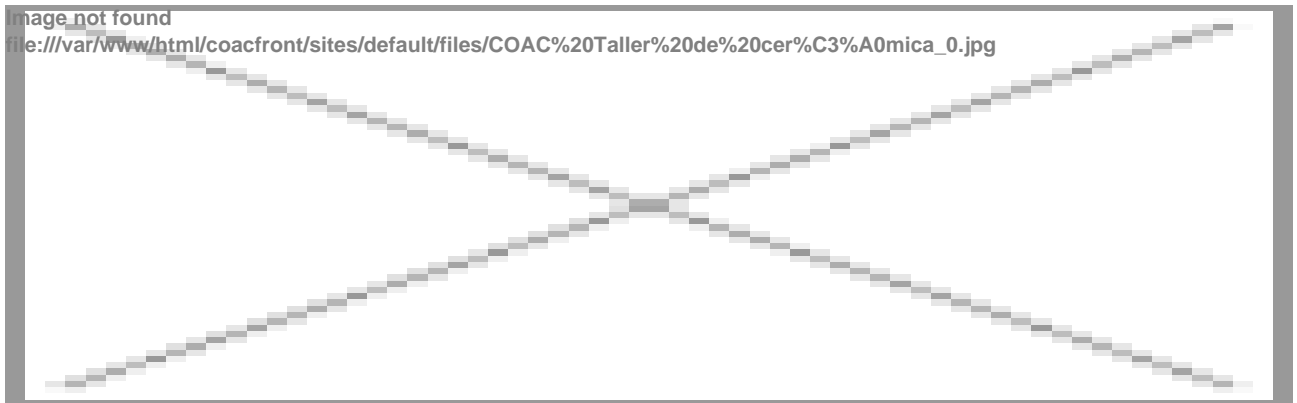 Image not found
file:///var/www/html/coacfront/sites/default/files/COAC%20Taller%20de%20cer%C3%A0mica_0.jpg